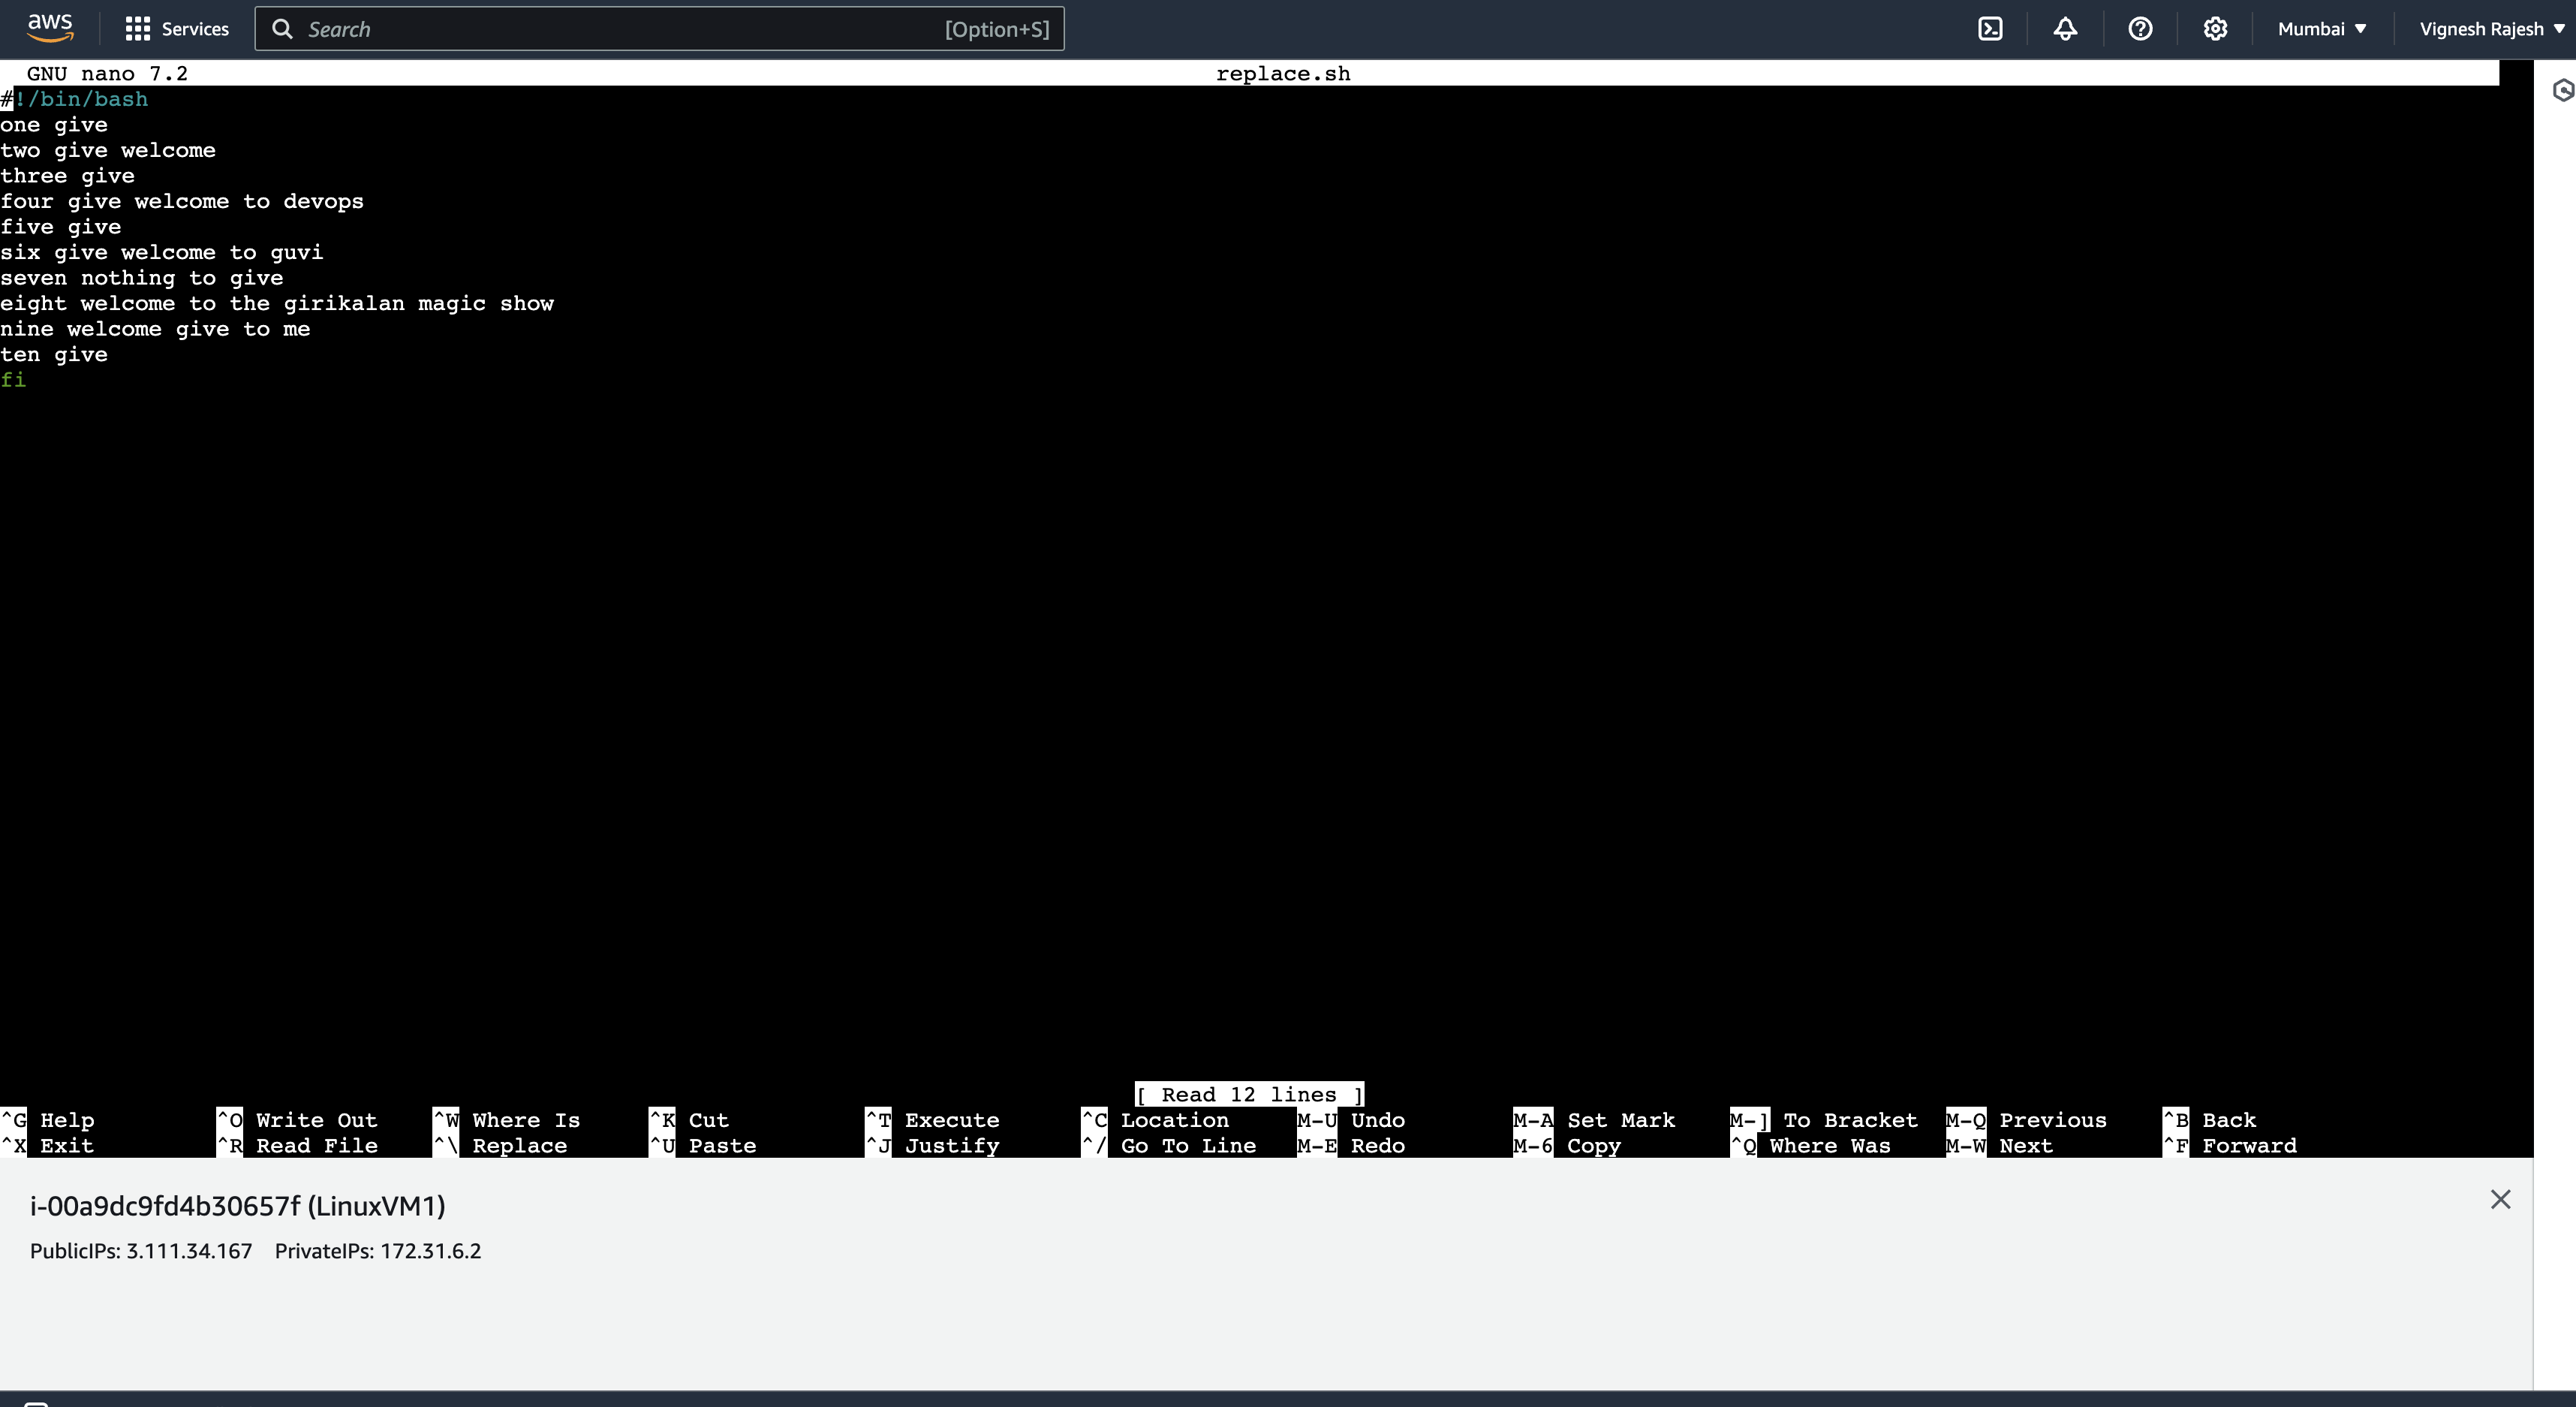 aws Services Search [Option+S] Mumbai Vignesh Rajesh
GNU nano 7.2 replace.sh
#!/bin/bash
one give
two give welcome
three give
four give welcome to devops
five give
six give welcome to guvi
seven nothing to give
eight welcome to the girikalan magic show
nine welcome give to me
ten give
fi
[ Read 12 lines ]
^G Help ^O Write Out ^W Where Is ^K Cut ^T Execute ^C Location M-U Undo M-A Set Mark M-] To Bracket M-Q Previous ^B Back
^X Exit ^R Read File ^\ Replace ^U Paste ^J Justify ^/ Go To Line M-E Redo M-6 Copy ^Q Where Was M-W Next ^F Forward
i-00a9dc9fd4b30657f (LinuxVM1)
PublicIPs: 3.111.34.167 PrivateIPs: 172.31.6.2